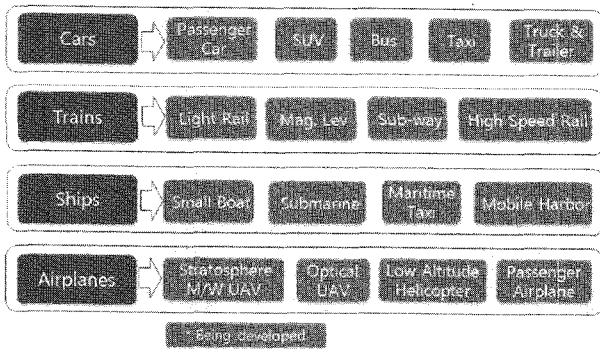 Cars
Passenger
Car
SUV
Bus
Taxi
Truck &
Trailer
Trains
Light Rail
Mag. Lev
Sub-way
High Speed Rail
Ships
Small Boat
Submarine
Maritime
Taxi
Mobile Harbor
Airplanes
Stratosphere
M/W UAV
Optical
UAV
Low Altitude
Helicopter
Passenger
Airplane
Being developed